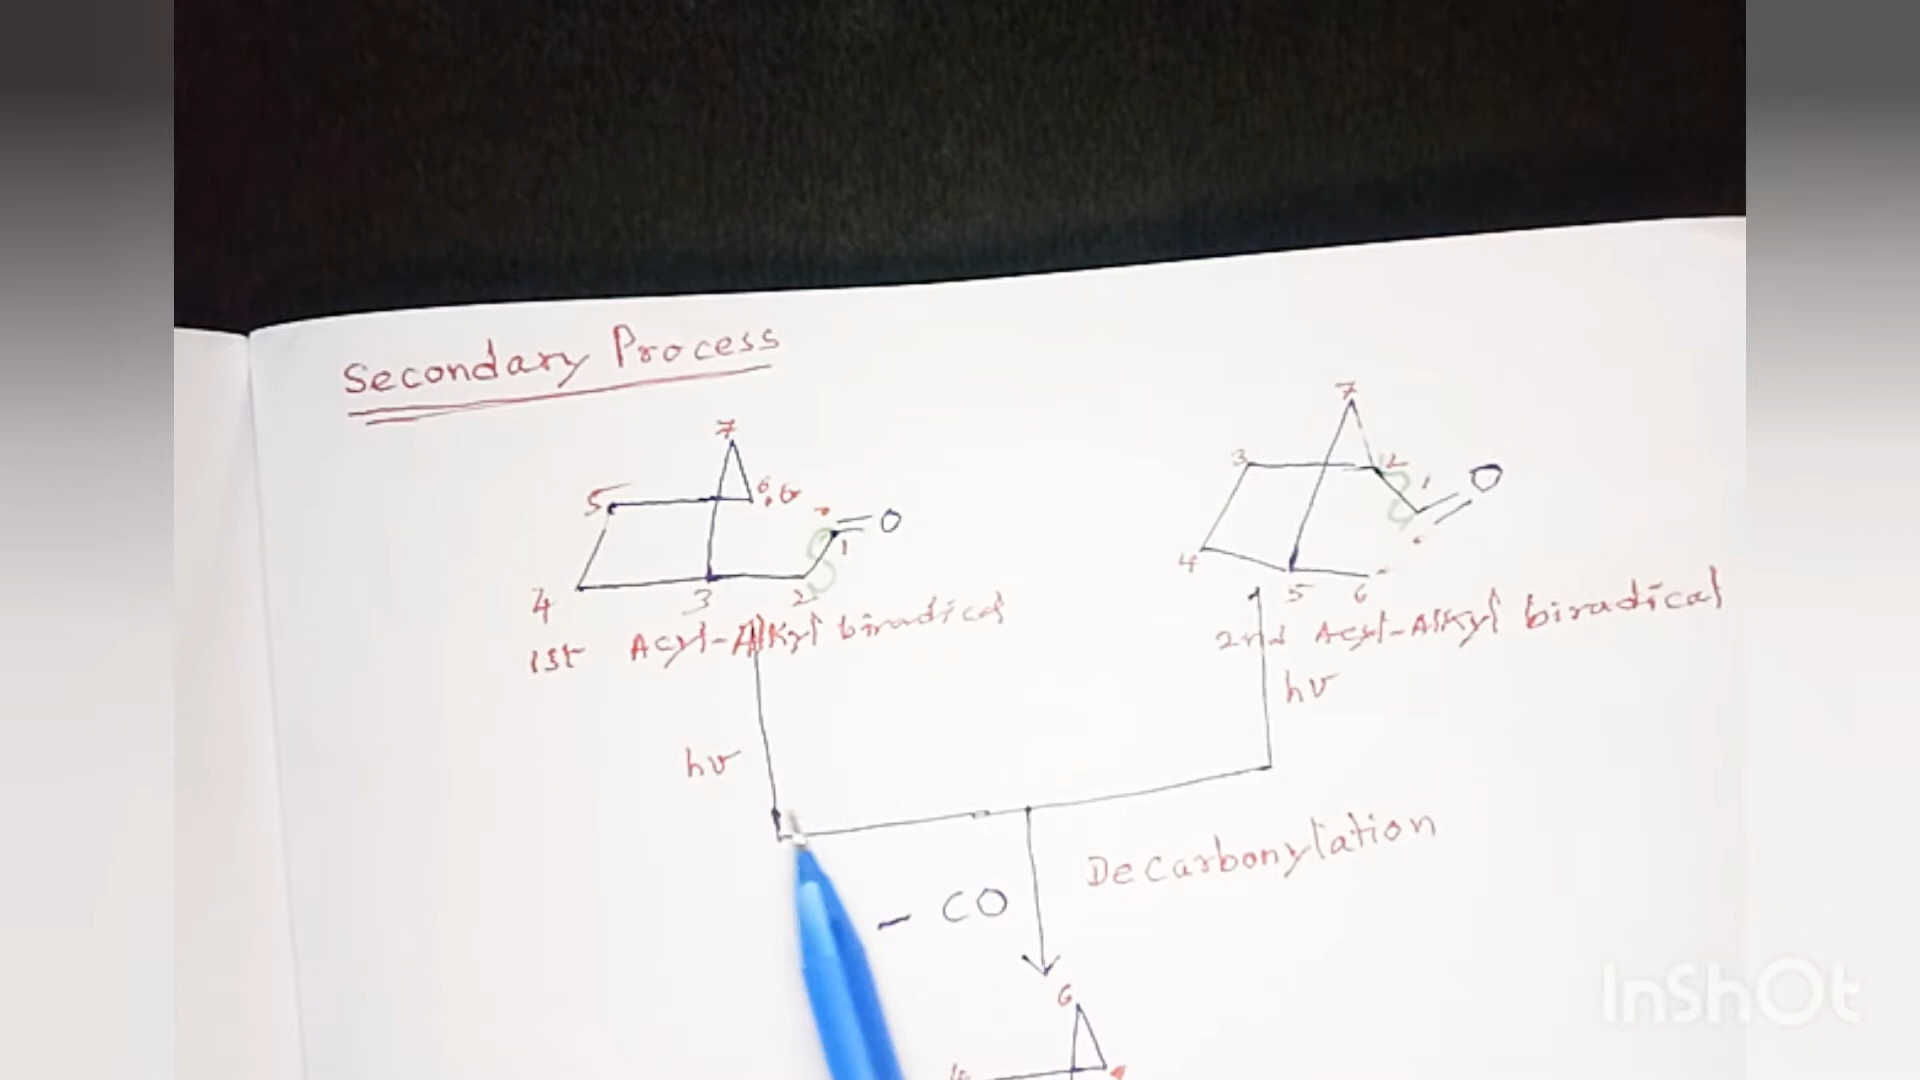 Secondary Process
7
5
6
O
1
4
3
2
1st Acyl-Alkyl biradical
7
3
2
1
O
4
5
6
2nd Acyl-Alkyl biradical
hν
hν
Decarbonylation
- CO
6
InShOt